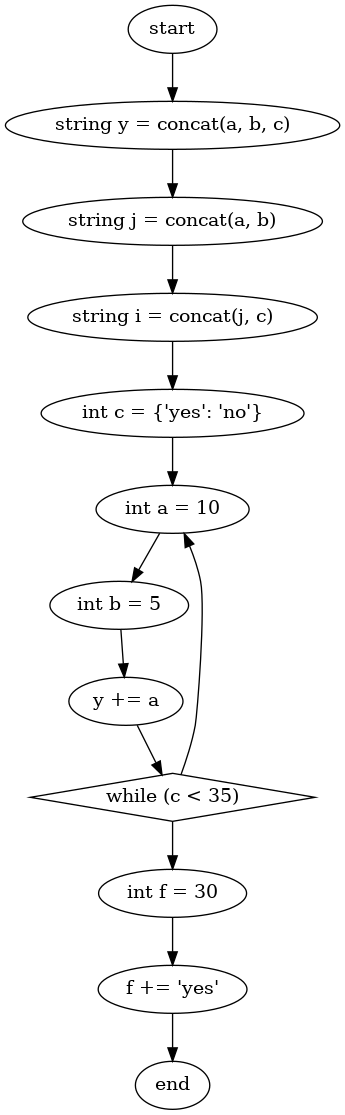 start
string y = concat(a, b, c)
string j = concat(a, b)
string i = concat(j, c)
int c = {'yes': 'no'}
int a = 10
int b = 5
y += a
while (c < 35)
int f = 30
f += 'yes'
end